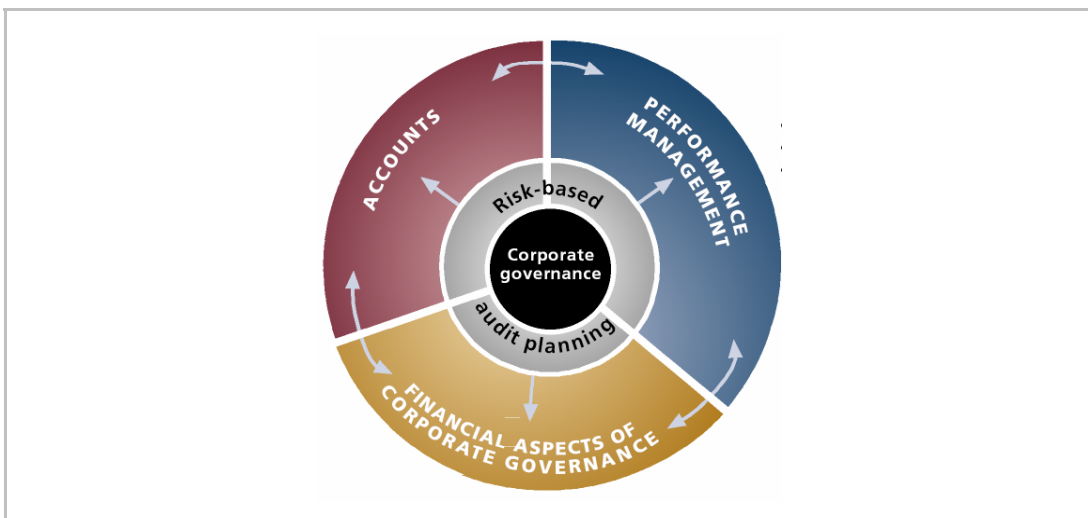 ACCOUNTS
PERFORMANCE
MANAGEMENT
Risk-based
Corporate
governance
audit planning
FINANCIAL ASPECTS OF
CORPORATE GOVERNANCE